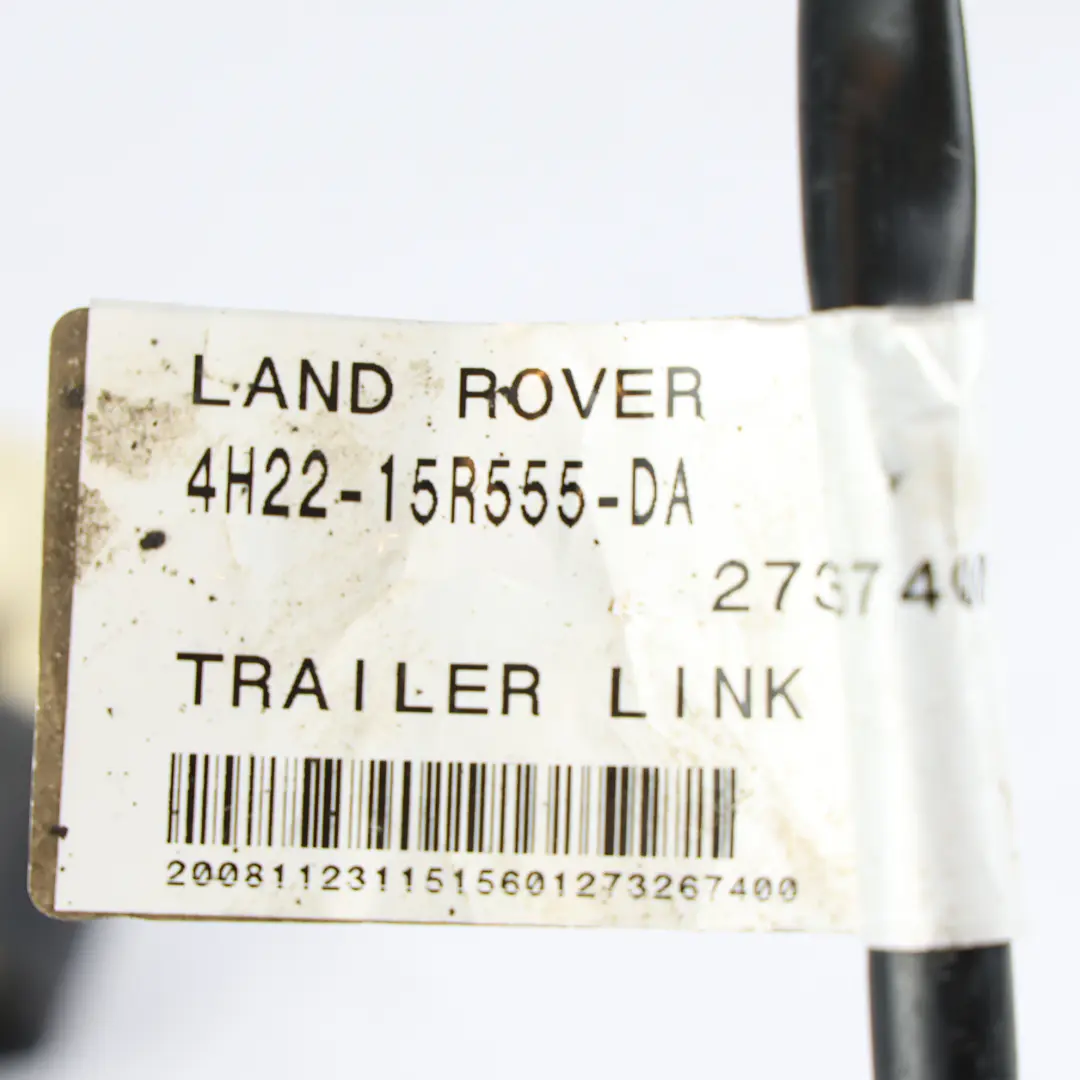 LAND ROVER
4H22-15R555-DA
TRAILER LINK
2008112311515601273267400